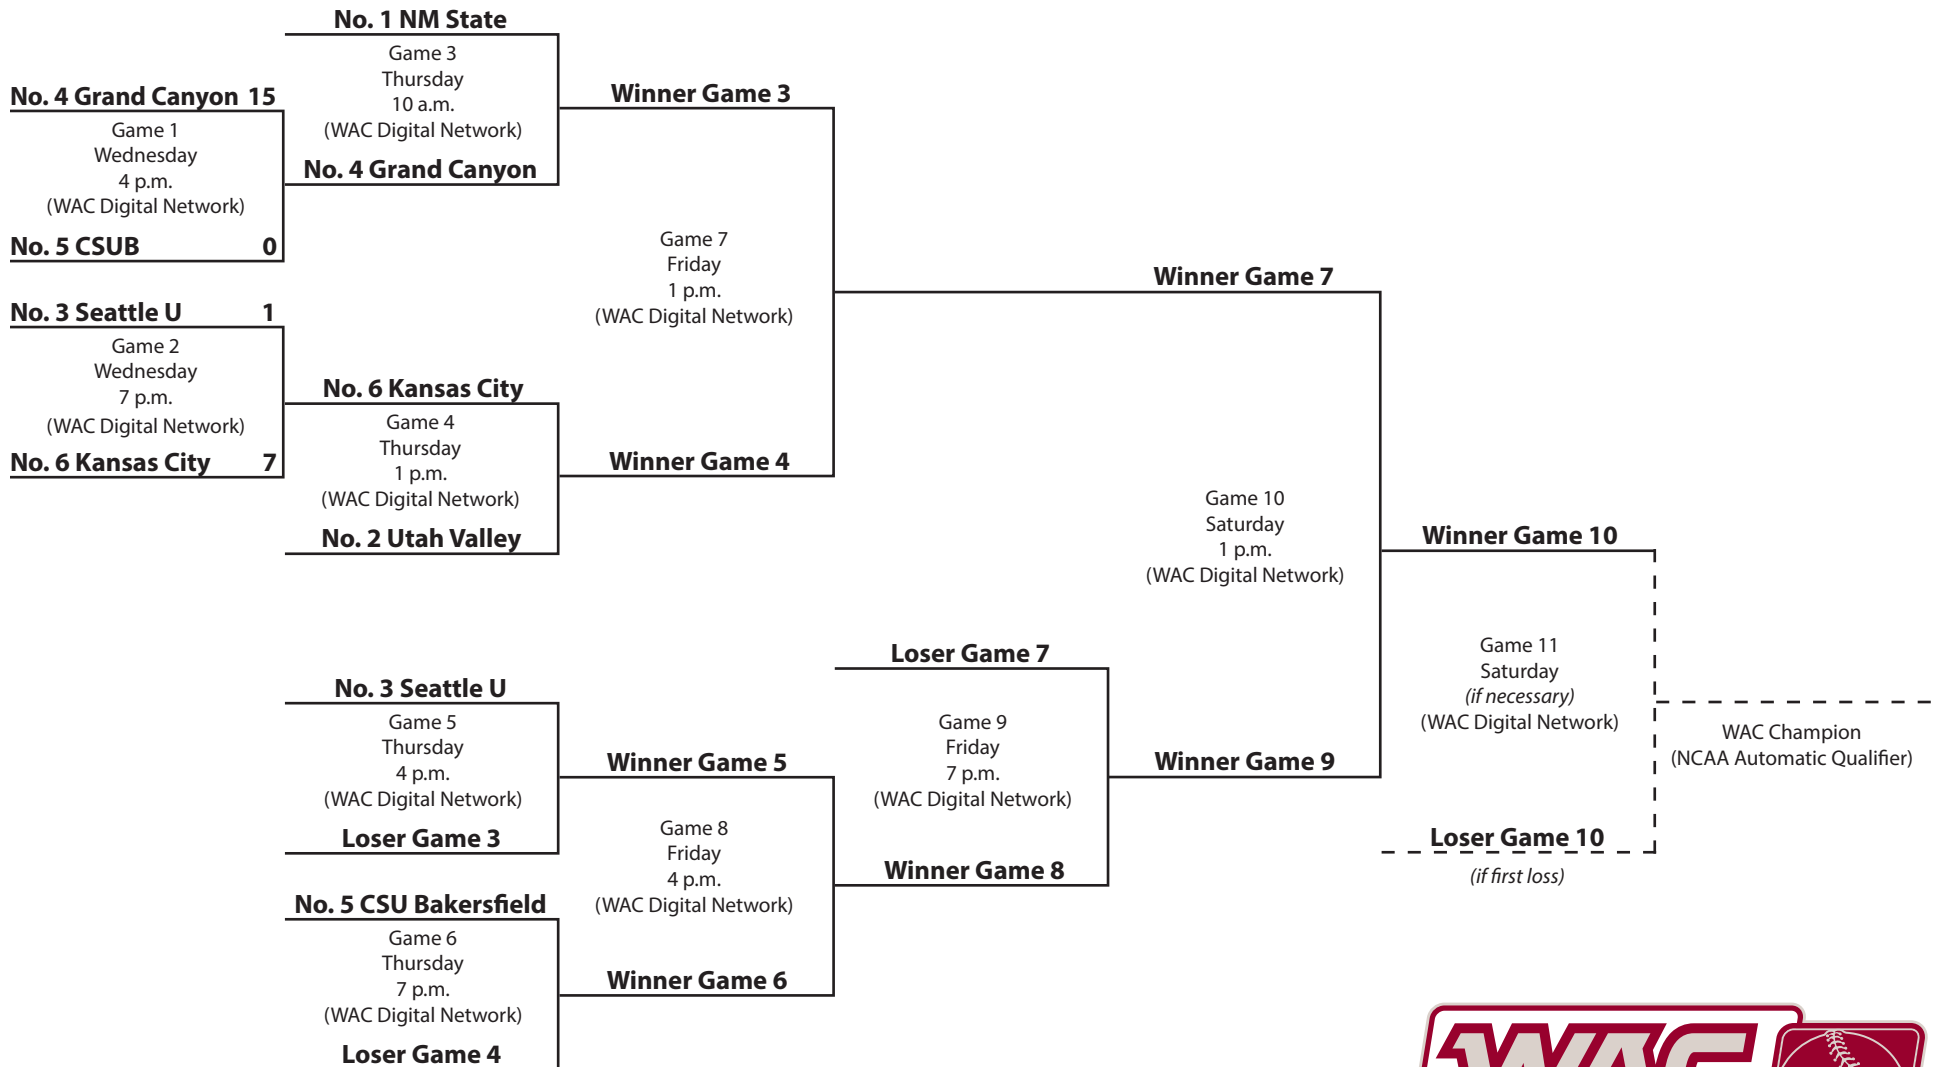 No. 1 NM State
Game 3
Thursday
10 a.m.
(WAC Digital Network)
No. 4 Grand Canyon
No. 4 Grand Canyon 15
Game 1
Wednesday
4 p.m.
(WAC Digital Network)
No. 5 CSUB 0
No. 3 Seattle U 1
Game 2
Wednesday
7 p.m.
(WAC Digital Network)
No. 6 Kansas City 7
No. 6 Kansas City
Game 4
Thursday
1 p.m.
(WAC Digital Network)
No. 2 Utah Valley
Winner Game 3
Game 7
Friday
1 p.m.
(WAC Digital Network)
Winner Game 4
Winner Game 7
Game 10
Saturday
1 p.m.
(WAC Digital Network)
Winner Game 9
Winner Game 10
Game 11
Saturday
(if necessary)
(WAC Digital Network)
Loser Game 10
(if first loss)
WAC Champion
(NCAA Automatic Qualifier)
No. 3 Seattle U
Game 5
Thursday
4 p.m.
(WAC Digital Network)
Loser Game 3
No. 5 CSU Bakersfield
Game 6
Thursday
7 p.m.
(WAC Digital Network)
Loser Game 4
Winner Game 5
Game 8
Friday
4 p.m.
(WAC Digital Network)
Winner Game 6
Loser Game 7
Game 9
Friday
7 p.m.
(WAC Digital Network)
Winner Game 8
WAC